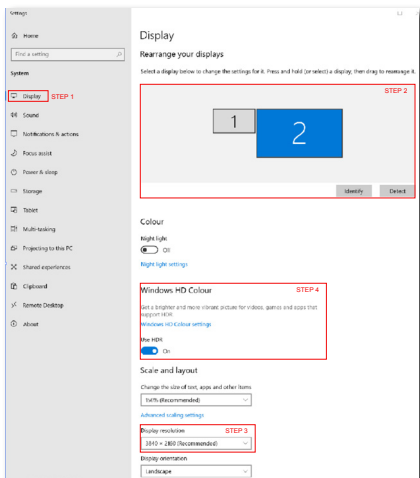 Settings
Home
Find a setting
System
Display
STEP 1
Sound
Notifications & actions
Focus assist
Power & sleep
Storage
Tablet
Multi-tasking
Projecting to this PC
Shared experiences
Clipboard
Remote Desktop
About
Display
Rearrange your displays
Select a display below to change the settings for it. Press and hold (or select) a display, then drag to rearrange it.
STEP 2
1
2
Identify
Detect
Colour
Night light
Off
Night light settings
Windows HD Colour
STEP 4
Get a brighter and more vibrant picture for videos, games and apps that
support HDR.
Windows HD Colour settings
Use HDR
On
Scale and layout
Change the size of text, apps and other items
(Recommended)
Advanced scaling settings
Display resolution
STEP 3
3840 × 2160 (Recommended)
Display orientation
Landscape